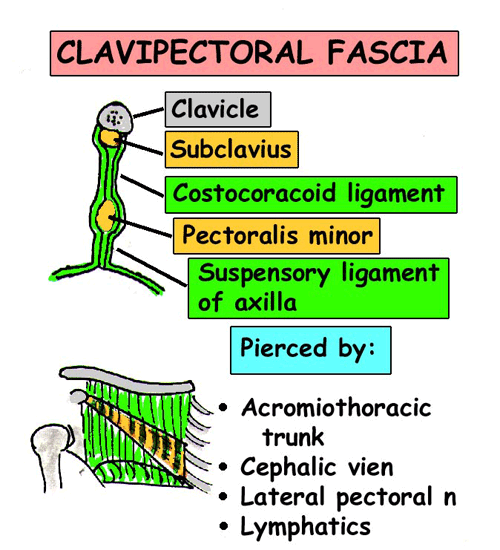 CLAVIPECTORAL FASCIA
Clavicle
Subclavius
Costocoracoid ligament
Pectoralis minor
Suspensory ligament
of axilla
Pierced by:
• Acromiothoracic
trunk
• Cephalic vien
• Lateral pectoral n
• Lymphatics